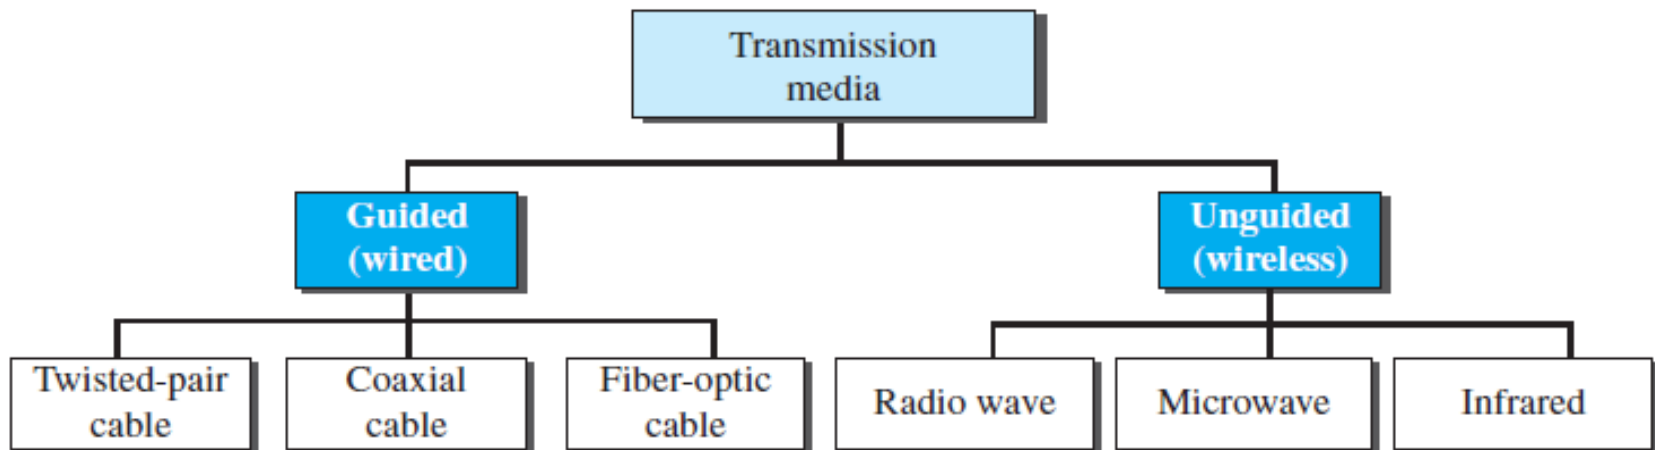 Transmission
media
Guided
(wired)
Unguided
(wireless)
Twisted-pair
cable
Coaxial
cable
Fiber-optic
cable
Radio wave
Microwave
Infrared